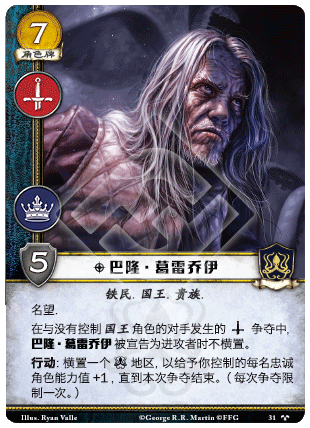 7
角色牌
5
巴隆·葛雷乔伊
铁民. 国王. 贵族.
名望.
在与没有控制 国王 角色的对手发生的 争夺中,
巴隆·葛雷乔伊 被宣告为进攻者时不横置。
行动: 横置一个 地区, 以给予你控制的每名忠诚
角色能力值 +1 , 直到本次争夺结束。（每次争夺限
制一次。）
Illus. Ryan Valle ©George R.R. Martin ©FFG 31